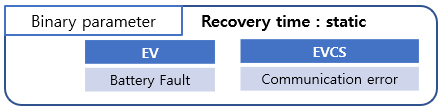 Binary parameter
Recovery time : static
EV
EVCS
Battery Fault
Communication error